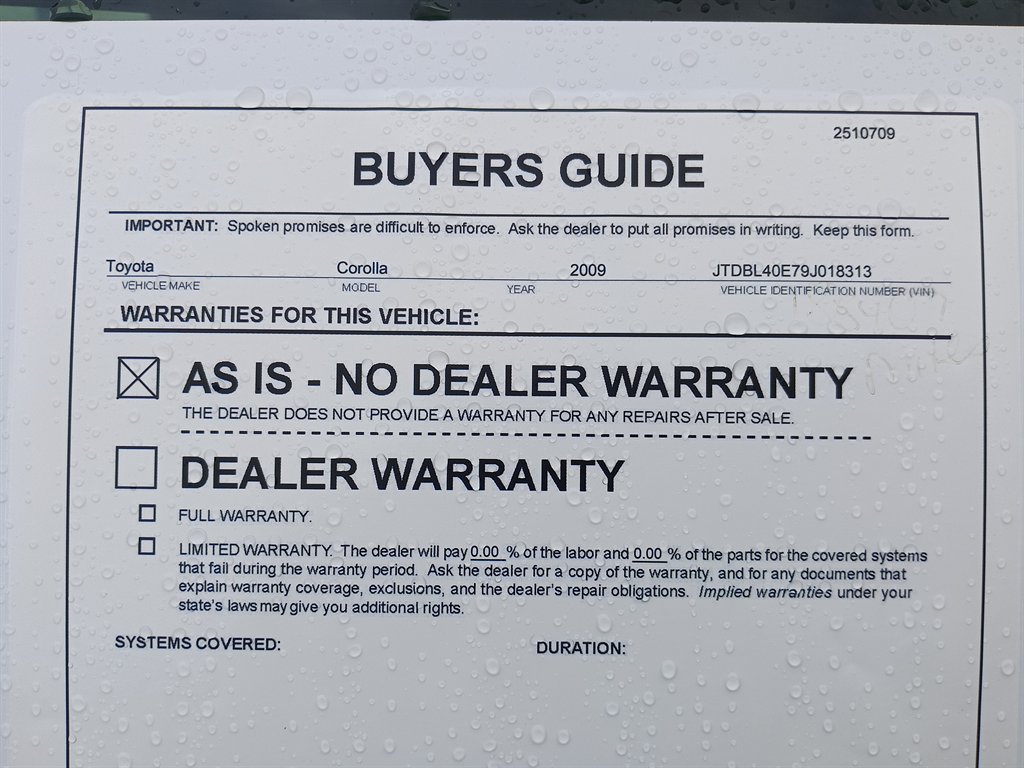 2510709
BUYERS GUIDE
IMPORTANT: Spoken promises are difficult to enforce. Ask the dealer to put all promises in writing. Keep this form.
Toyota Corolla 2009 JTDBL40E79J018313
VEHICLE MAKE MODEL YEAR VEHICLE IDENTIFICATION NUMBER (VIN)
WARRANTIES FOR THIS VEHICLE:
AS IS - NO DEALER WARRANTY
THE DEALER DOES NOT PROVIDE A WARRANTY FOR ANY REPAIRS AFTER SALE.
DEALER WARRANTY
FULL WARRANTY.
LIMITED WARRANTY. The dealer will pay 0.00 % of the labor and 0.00 % of the parts for the covered systems
that fail during the warranty period. Ask the dealer for a copy of the warranty, and for any documents that
explain warranty coverage, exclusions, and the dealer's repair obligations. Implied warranties under your
state's laws may give you additional rights.
SYSTEMS COVERED: DURATION: